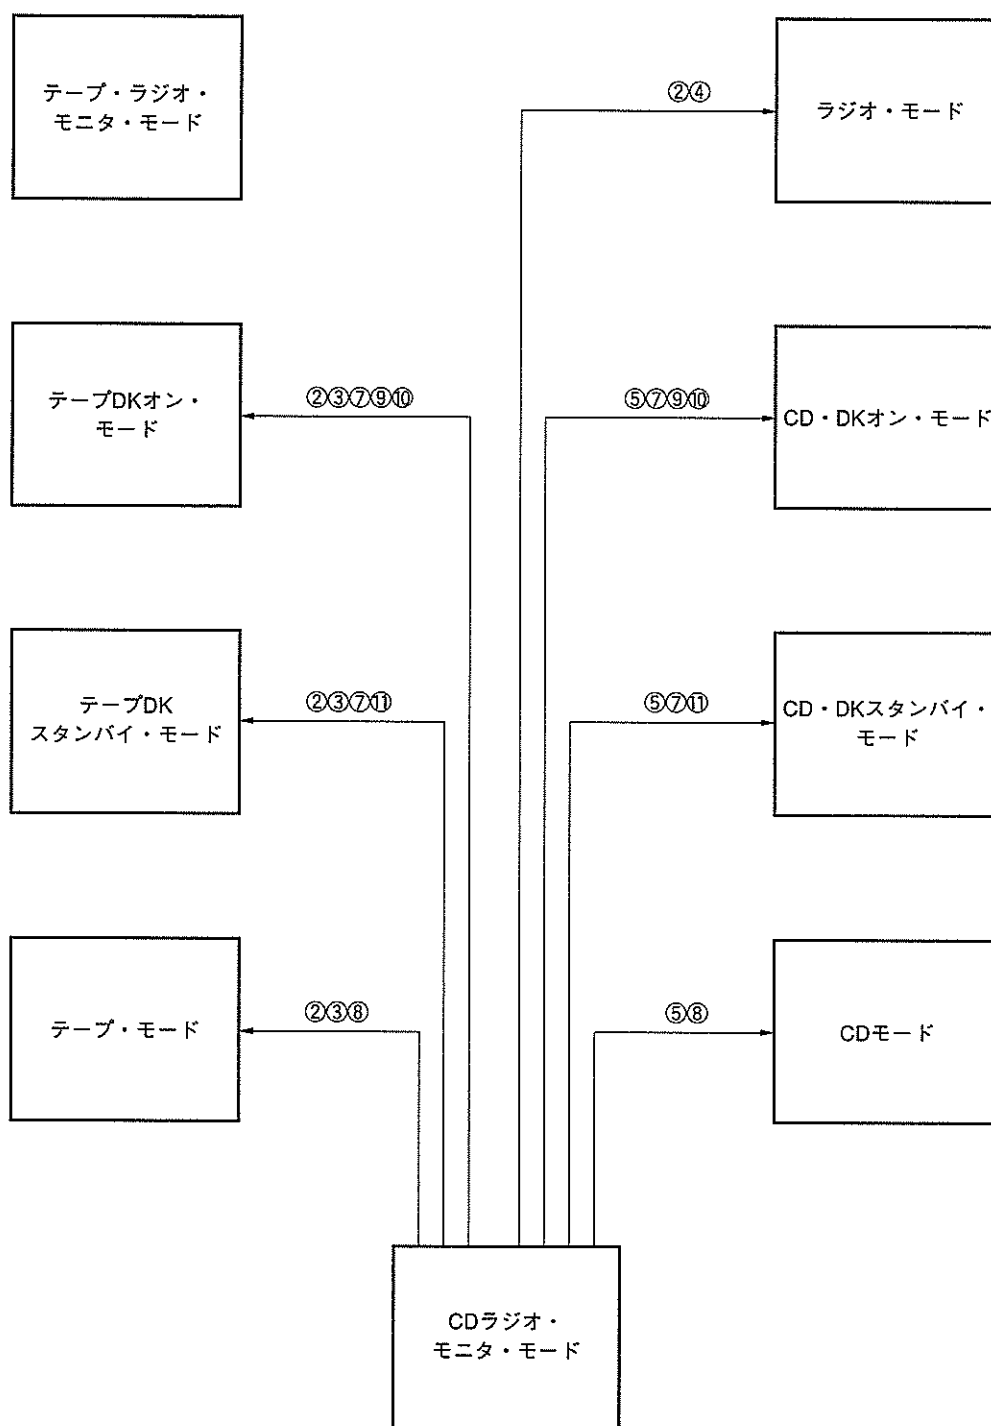 テープ・ラジオ・
モニタ・モード
②④
ラジオ・モード
テープDKオン・
モード
②③⑦⑨⑩
⑤⑦⑨⑩
CD・DKオン・モード
テープDK
スタンバイ・モード
②③⑦⑪
⑤⑦⑪
CD・DKスタンバイ・
モード
テープ・モード
②③⑧
⑤⑧
CDモード
CDラジオ・
モニタ・モード